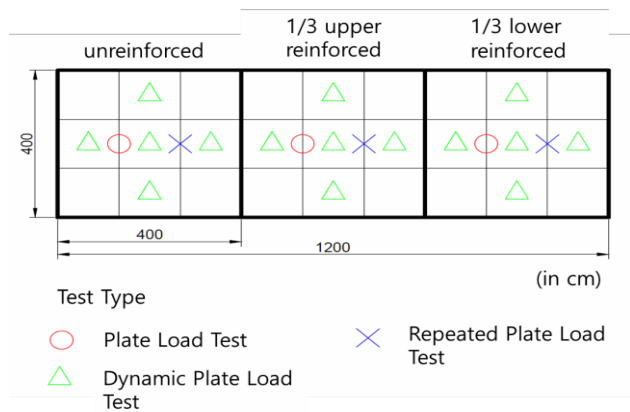 unreinforced
1/3 upper
reinforced
1/3 lower
reinforced
400
400
1200
(in cm)
Test Type
Plate Load Test
Dynamic Plate Load
Test
Repeated Plate Load
Test